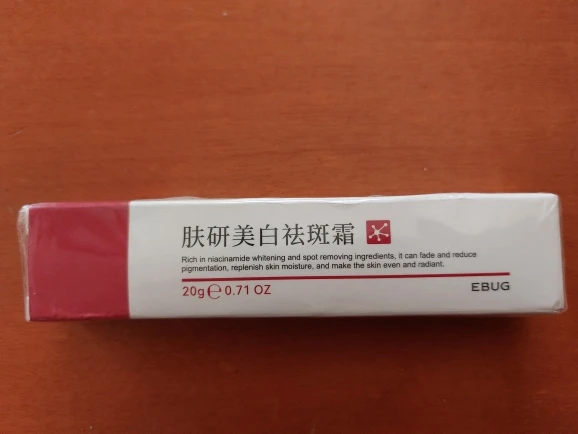 肤研美白祛斑霜
Rich in niacinamide whitening and spot removing ingredients, it can fade and reduce
pigmentation, replenish skin moisture, and make the skin even and radiant.
20g℮0.71 OZ
EBUG